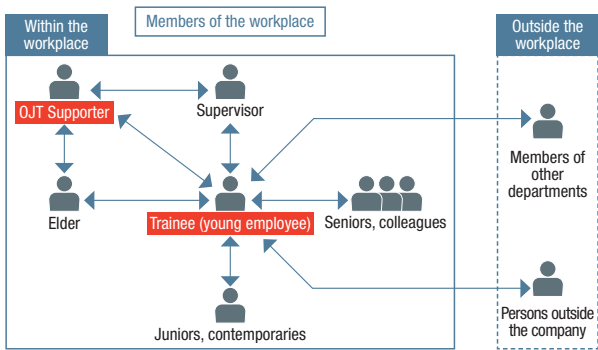 Within the
workplace
Members of the workplace
Outside the
workplace
OJT Supporter
Supervisor
Elder
Trainee (young employee)
Seniors, colleagues
Juniors, contemporaries
Members of
other
departments
Persons outside
the company